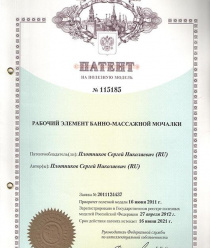 ПАТЕНТ
НА ПОЛЕЗНУЮ МОДЕЛЬ
№ 115185
РАБОЧИЙ ЭЛЕМЕНТ БАННО-МАССАЖНОЙ МОЧАЛКИ
Патентообладатель(ли): Плотников Сергей Николаевич (RU)
Автор(ы): Плотников Сергей Николаевич (RU)
Заявка № 2011124457
Приоритет полезной модели 16 июня 2011 г.
Зарегистрировано в Государственном реестре полезных
моделей Российской Федерации 27 апреля 2012 г.
Срок действия патента истекает 16 июня 2021 г.
Руководитель Федеральной службы
по интеллектуальной собственности